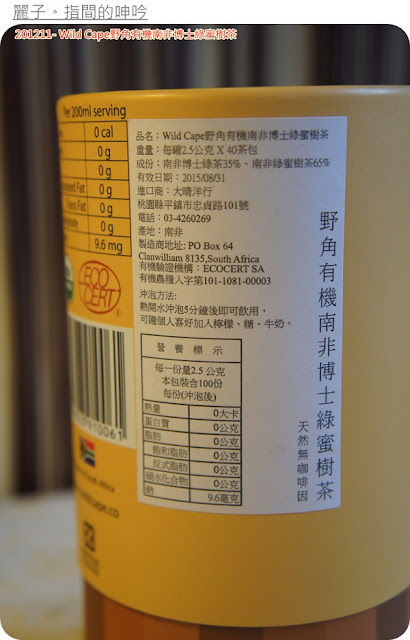 麗子。指間的呻吟
201211- Wild Cape野角有機南非博士綠蜜樹茶
Per 200ml serving
0 cal
0 g
0 g
0 g
0 g
0 g
9.6 mg
ECO
CERT
®
品名:Wild Cape野角有機南非博士綠蜜樹茶
重量:每罐2.5公克 X 40茶包
成份:南非博士綠茶35%、南非綠蜜樹茶65%
有效日期:2015/08/31
進口商:大晴洋行
桃園縣平鎮市忠貞路101號
電話:03-4260269
產地:南非
製造商地址: PO Box 64
Clanwilliam 8135,South Africa
有機驗證機構:ECOCERT SA
有機農糧入字第101-1081-00003
沖泡方法:
熱開水沖泡5分鐘後即可飲用,
可隨個人喜好加入檸檬、糖、牛奶。
營養標示
每一份量2.5 公克
本包裝含100份
每份(沖泡後)
熱量 0大卡
蛋白質 0公克
脂肪 0公克
飽和脂肪 0公克
反式脂肪 0公克
碳水化合物 0公克
鈉 9.6毫克
野角有機南非博士綠蜜樹茶
天然無咖啡因